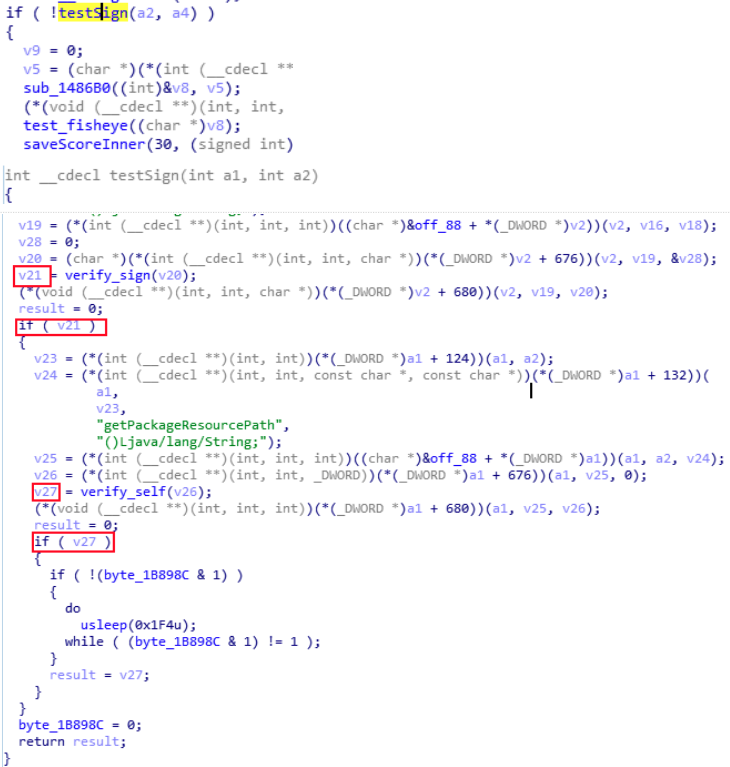 if ( !testSign(a2, a4) )
{
v9 = 0;
v5 = (char *)(*(int (__cdecl **
sub_1486B0((int)&v8, v5);
(*(void (__cdecl **)(int, int,
test_fisheye((char *)v8);
saveScoreInner(30, (signed int)
int __cdecl testSign(int a1, int a2)
{
v19 = (*(int (__cdecl **)(int, int, int))((char *)&off_88 + *(_DWORD *)v2))(v2, v16, v18);
v28 = 0;
v20 = (char *)(*(int (__cdecl **)(int, int, char *))(*(_DWORD *)v2 + 676))(v2, v19, &v28);
v21 = verify_sign(v20);
(*(void (__cdecl **)(int, int, char *))(*(_DWORD *)v2 + 680))(v2, v19, v20);
result = 0;
if ( v21 )
{
v23 = (*(int (__cdecl **)(int, int))(*(_DWORD *)a1 + 124))(a1, a2);
v24 = (*(int (__cdecl **)(int, int, const char *, const char *))(*(_DWORD *)a1 + 132))(
a1,
v23,
"getPackageResourcePath",
"()Ljava/lang/String;");
v25 = (*(int (__cdecl **)(int, int, int))((char *)&off_88 + *(_DWORD *)a1))(a1, a2, v24);
v26 = (*(int (__cdecl **)(int, int, _DWORD))(*(_DWORD *)a1 + 676))(a1, v25, 0);
v27 = verify_self(v26);
(*(void (__cdecl **)(int, int, int))(*(_DWORD *)a1 + 680))(a1, v25, v26);
result = 0;
if ( v27 )
{
if ( !(byte_1B898C & 1) )
{
do
usleep(0x1F4u);
while ( (byte_1B898C & 1) != 1 );
}
result = v27;
}
}
byte_1B898C = 0;
return result;
}